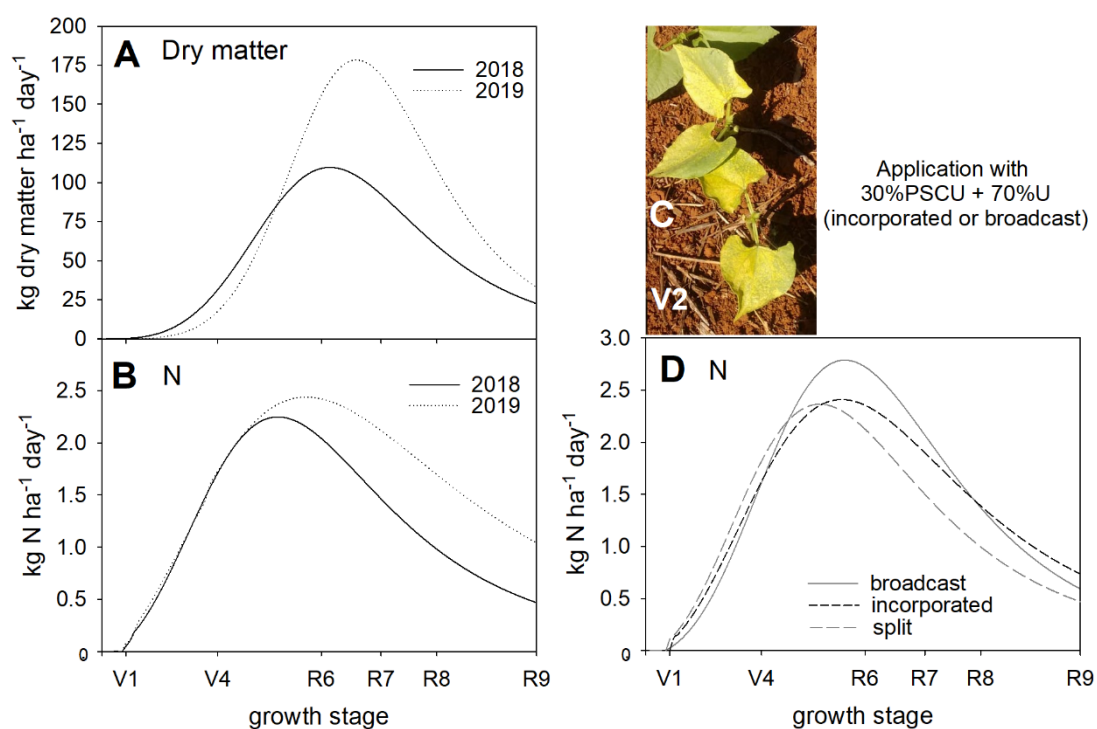 A Dry matter
2018
2019
200
175
150
125
100
75
50
25
0
kg dry matter ha⁻¹ day⁻¹
C
V2
Application with
30%PSCU + 70%U
(incorporated or broadcast)
B N
2018
2019
2.5
2.0
1.5
1.0
0.5
0
kg N ha⁻¹ day⁻¹
V1 V4 R6 R7 R8 R9
growth stage
D N
3.0
2.5
2.0
1.5
1.0
0.5
0
kg N ha⁻¹ day⁻¹
broadcast
incorporated
split
V1 V4 R6 R7 R8 R9
growth stage